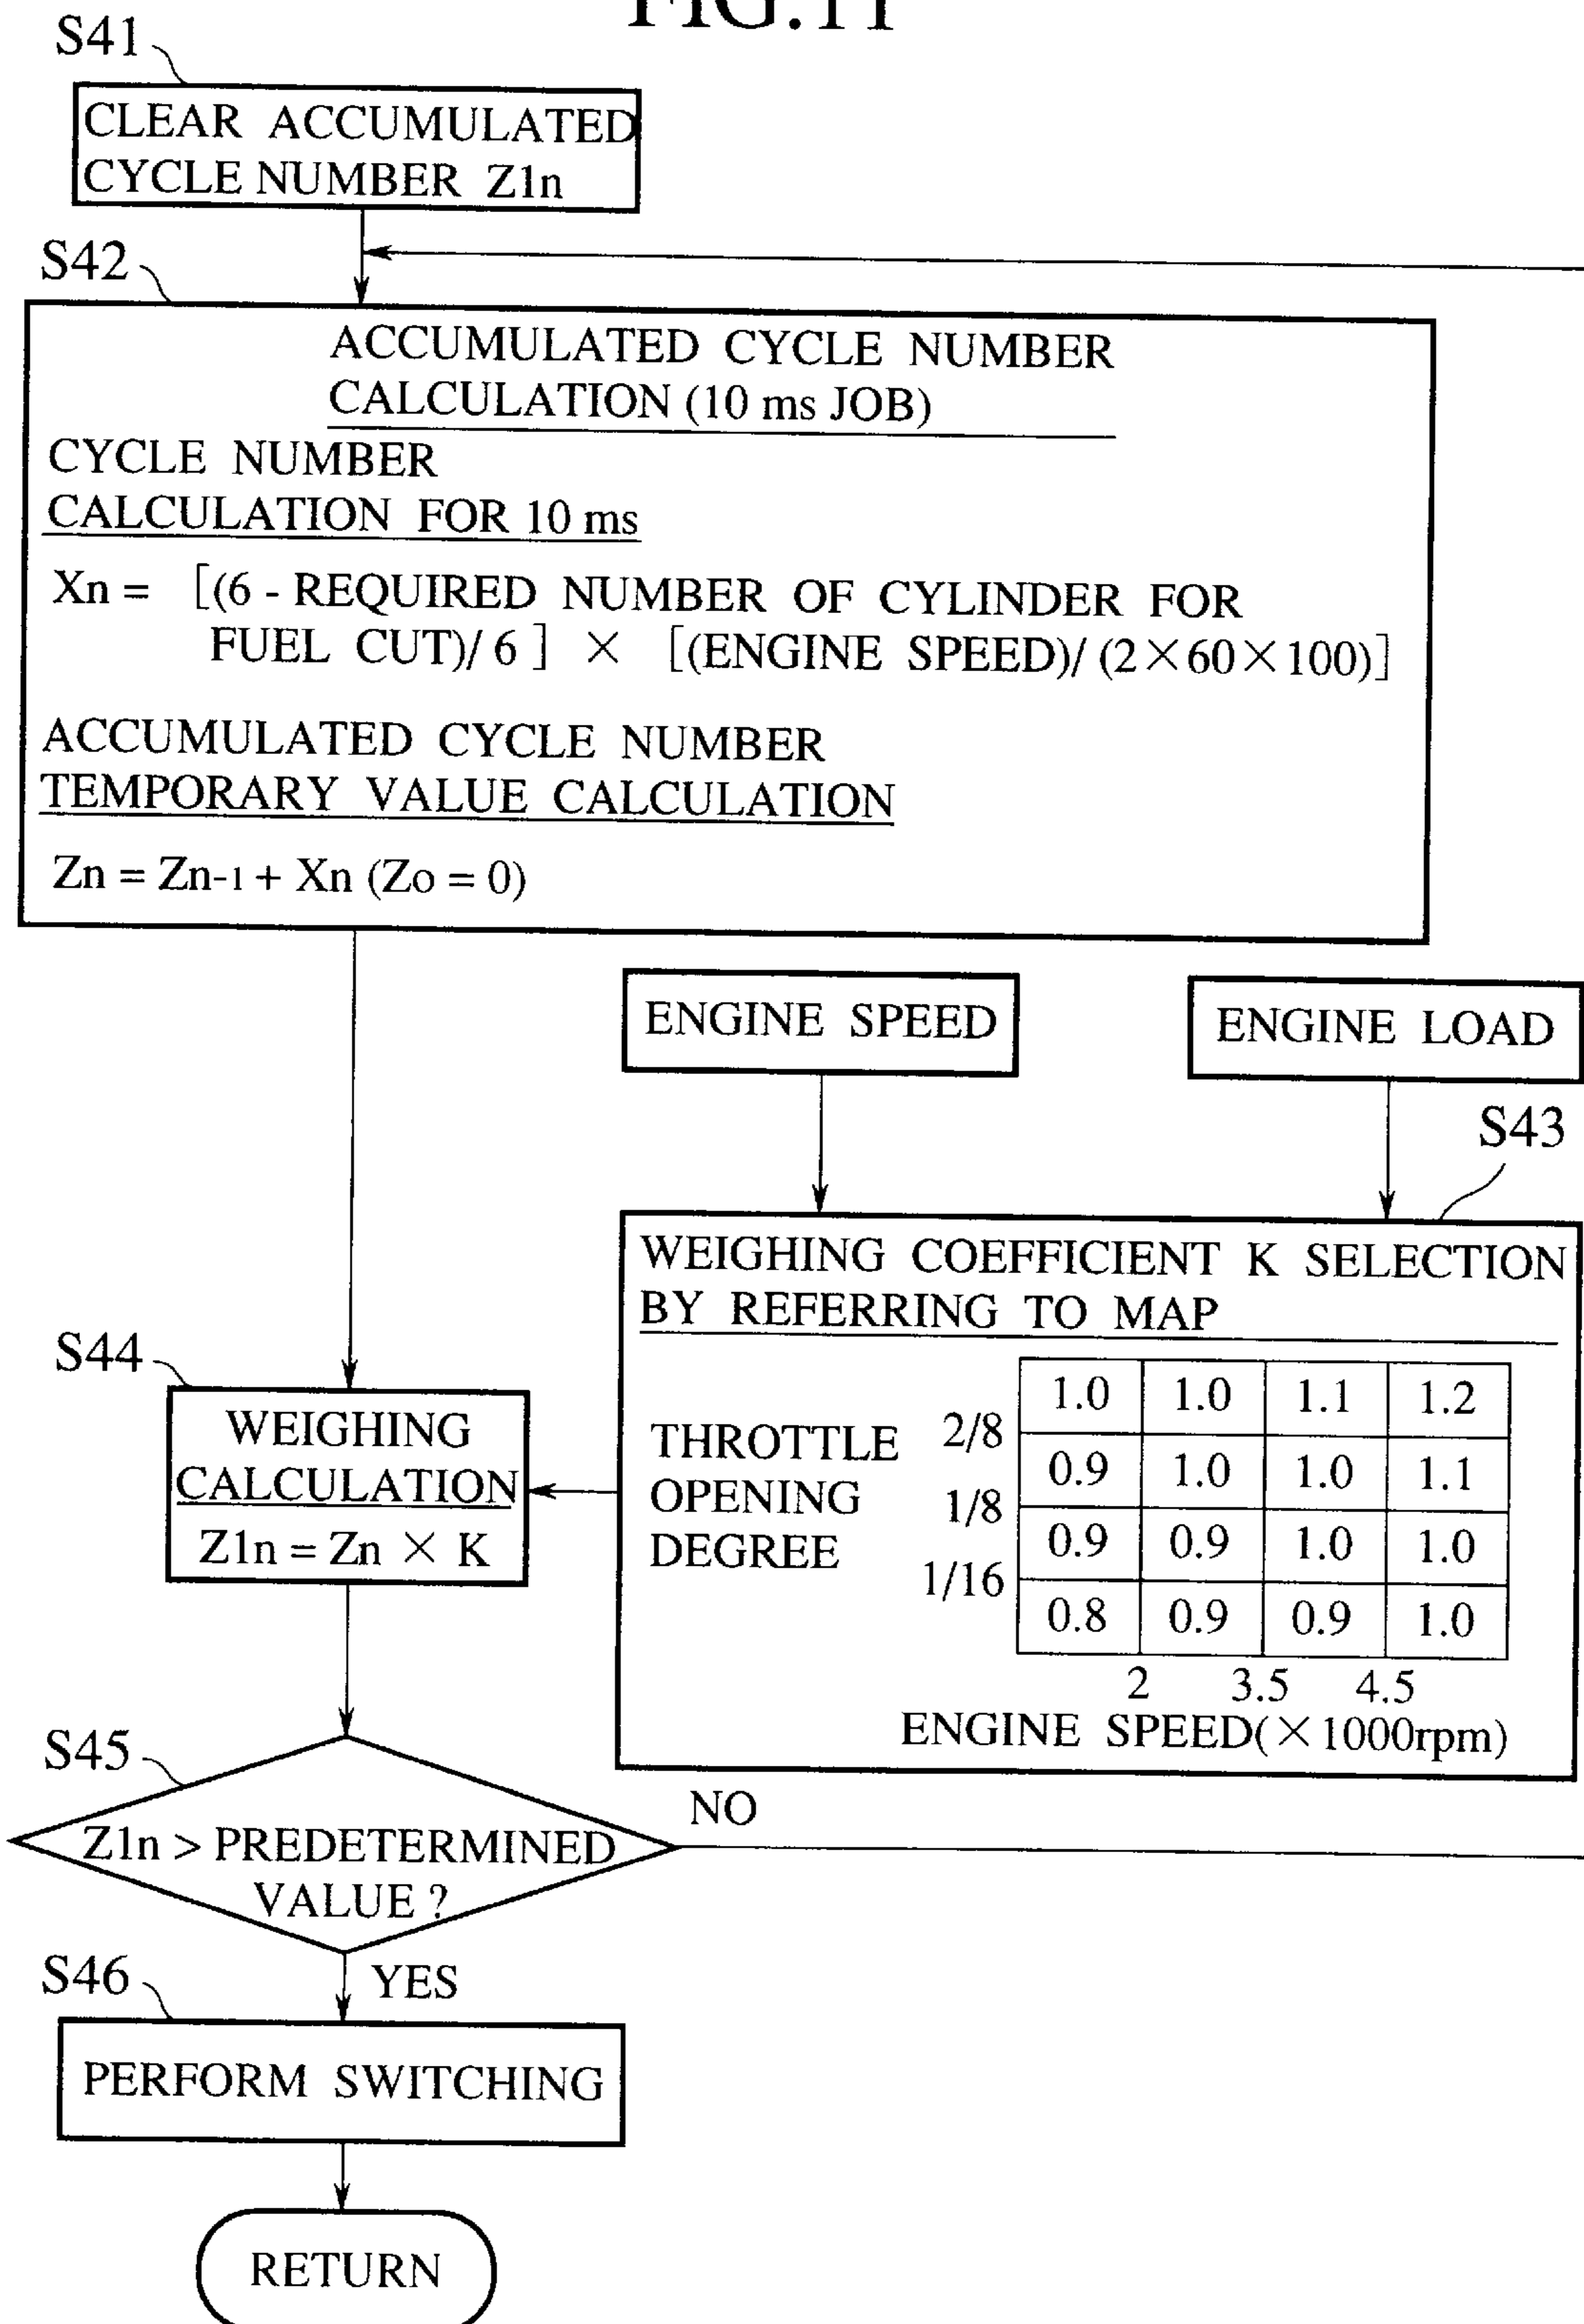 FIG.11
S41
CLEAR ACCUMULATED
CYCLE NUMBER Z1n
S42
ACCUMULATED CYCLE NUMBER
CALCULATION (10 ms JOB)
CYCLE NUMBER
CALCULATION FOR 10 ms
Xn = [(6 - REQUIRED NUMBER OF CYLINDER FOR
FUEL CUT)/ 6 ] × [(ENGINE SPEED)/ (2×60×100)]
ACCUMULATED CYCLE NUMBER
TEMPORARY VALUE CALCULATION
Zn = Zn-1 + Xn (Zo = 0)
ENGINE SPEED
ENGINE LOAD
S43
WEIGHING COEFFICIENT K SELECTION
BY REFERRING TO MAP
THROTTLE
OPENING
DEGREE
2/8
1/8
1/16
1.0 1.0 1.1 1.2
0.9 1.0 1.0 1.1
0.9 0.9 1.0 1.0
0.8 0.9 0.9 1.0
2 3.5 4.5
ENGINE SPEED(×1000rpm)
S44
WEIGHING
CALCULATION
Z1n = Zn × K
S45
Z1n > PREDETERMINED
VALUE ?
NO
YES
S46
PERFORM SWITCHING
RETURN